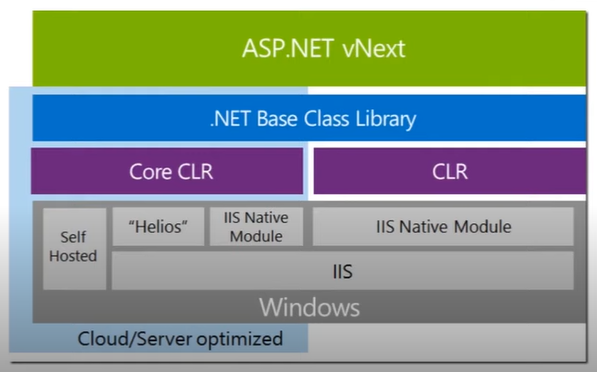 ASP.NET vNext
.NET Base Class Library
Core CLR
CLR
Self
Hosted
“Helios”
IIS Native
Module
IIS Native Module
IIS
Windows
Cloud/Server optimized